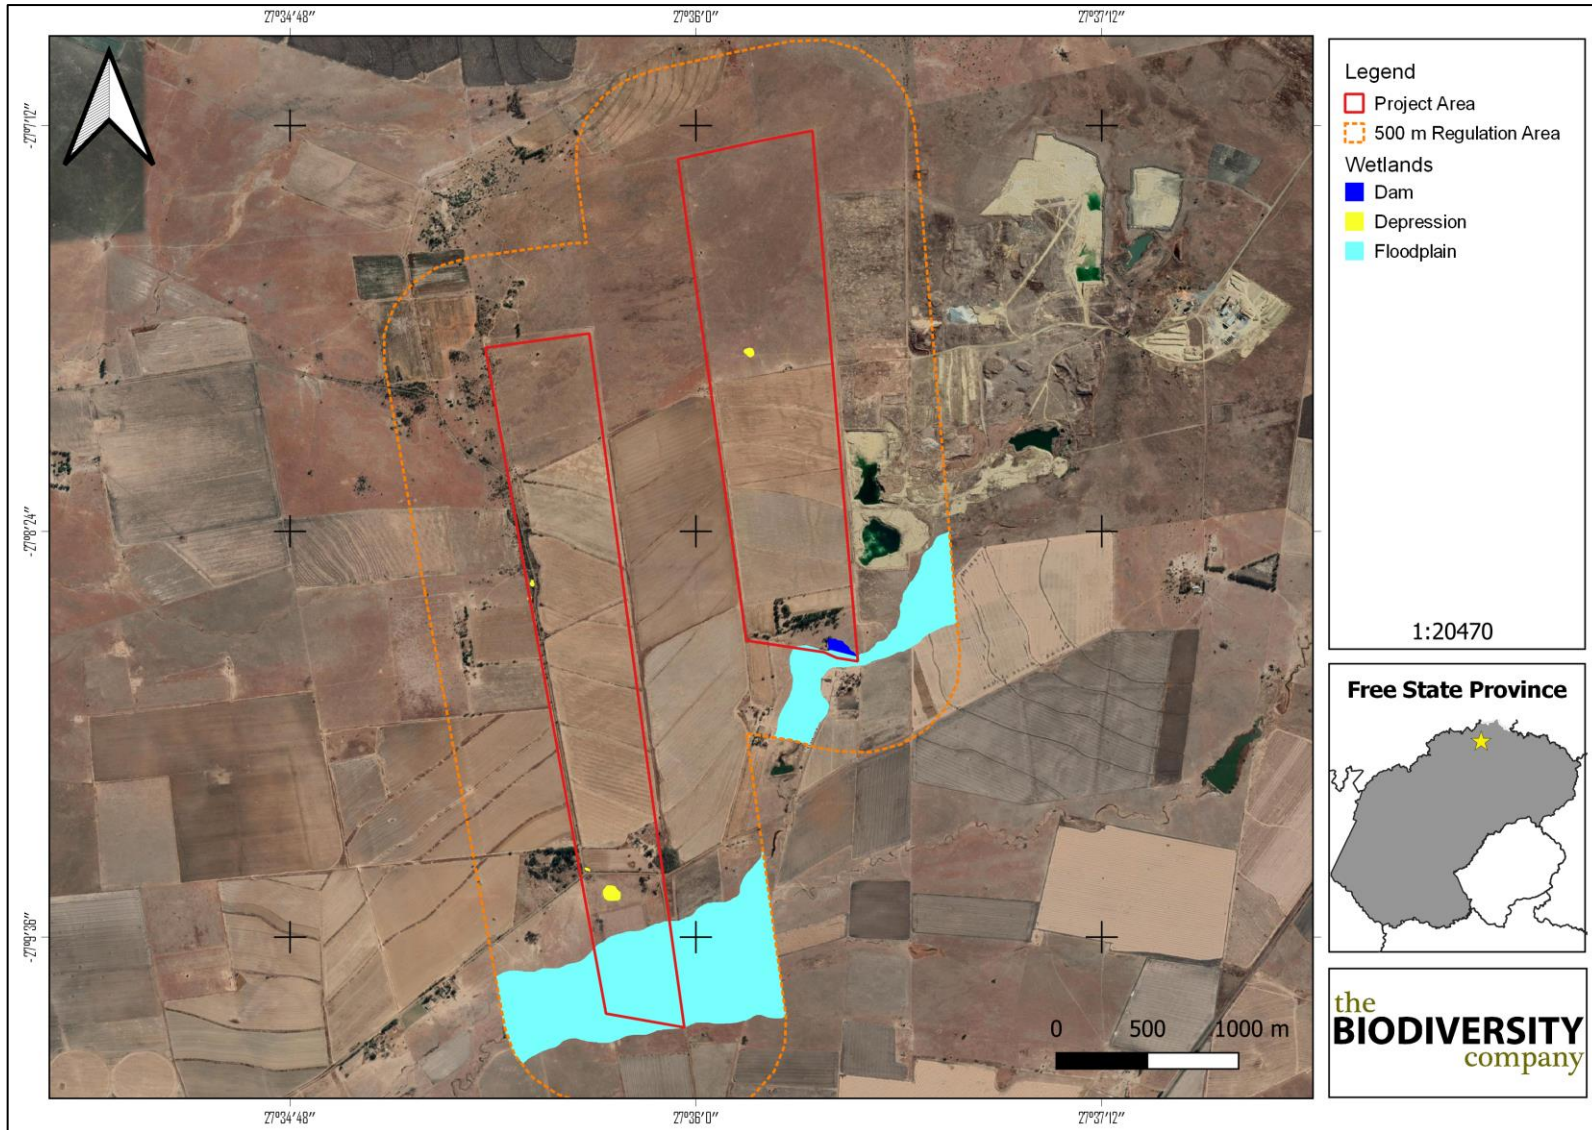 27°34'48″ 27°36'0″ 27°37'12″
-27°7'12″
-27°8'24″
-27°9'36″
0 500 1000 m
27°34'48″ 27°36'0″ 27°37'12″
Legend
Project Area
500 m Regulation Area
Wetlands
Dam
Depression
Floodplain
1:20470
Free State Province
the
BIODIVERSITY
company